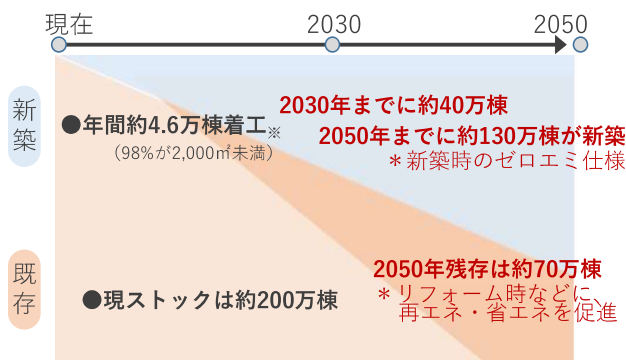 現在 2030 2050
新築
●年間約4.6万棟着工※
（98%が2,000㎡未満）
2030年までに約40万棟
2050年までに約130万棟が新築
＊新築時のゼロエミ仕様
既存
●現ストックは約200万棟
2050年残存は約70万棟
＊リフォーム時などに、
再エネ・省エネを促進